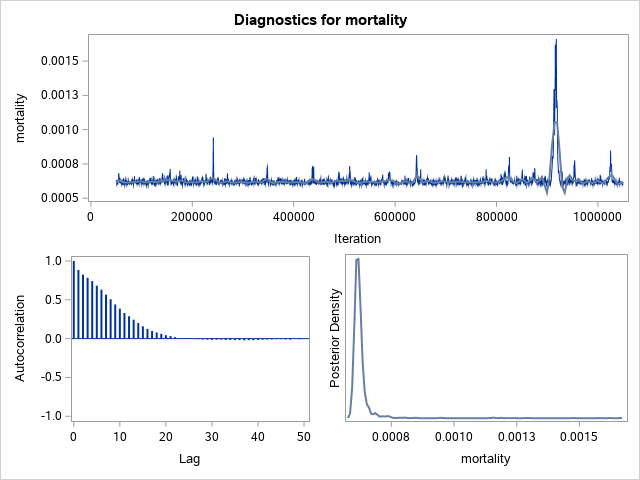 Diagnostics for mortality
mortality
0.0015
0.0013
0.0010
0.0008
0.0005
0 200000 400000 600000 800000 1000000
Iteration
Autocorrelation
1.0
0.5
0.0
-0.5
-1.0
0 10 20 30 40 50
Lag
Posterior Density
0.0008 0.0010 0.0013 0.0015
mortality